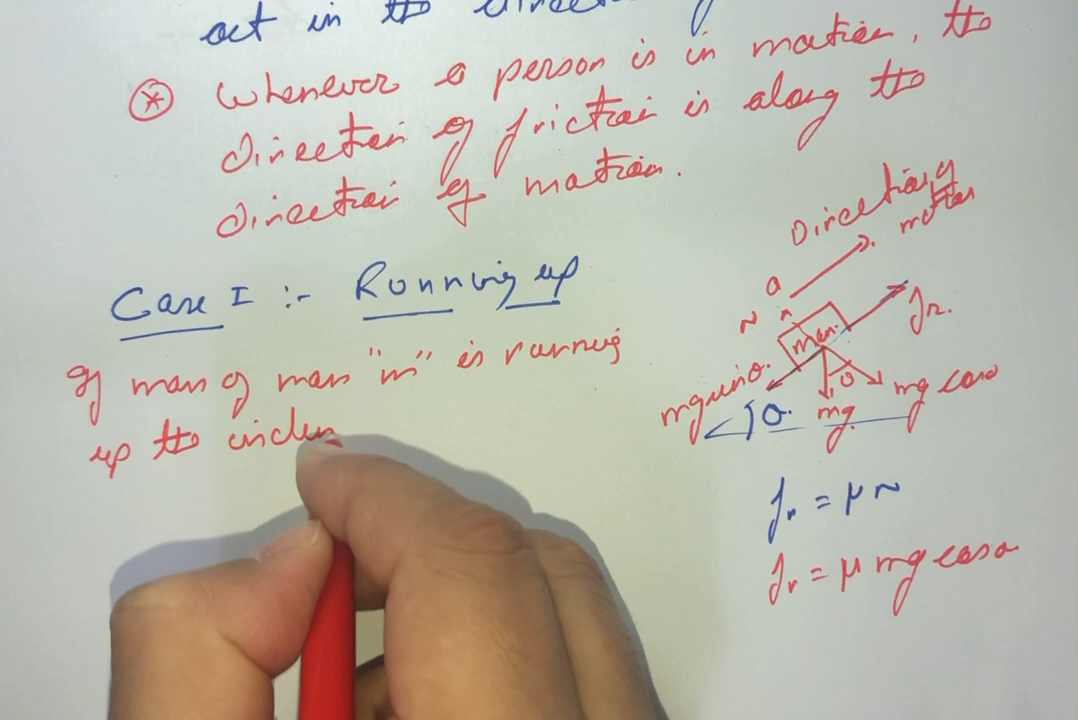 act in the direct
* Whenever a person is in motion, the
direction of friction is along the
direction of motion.
Case I :- Running up
If man of mass "m" is running
up the inclin
Direction of
motion
a
N
man.
fr.
mg sinθ.
θ
mg cosθ
θ.
mg
fr = μN
fr = μ mg cosθ